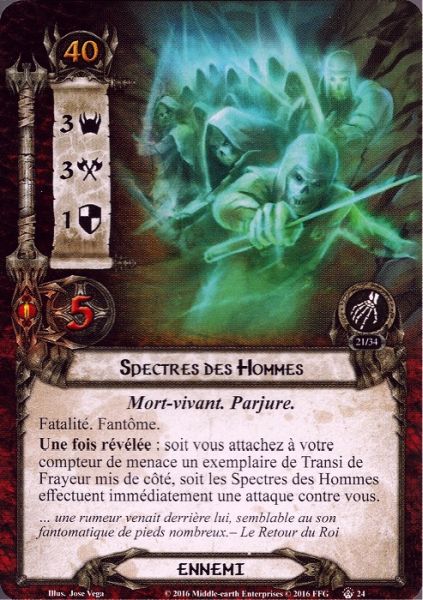 40
3
3
1
5
21/34
Spectres des Hommes
Mort-vivant. Parjure.
Fatalité. Fantôme.
Une fois révélée : soit vous attachez à votre
compteur de menace un exemplaire de Transi de
Frayeur mis de côté, soit les Spectres des Hommes
effectuent immédiatement une attaque contre vous.
... une rumeur venait derrière lui, semblable au son
fantomatique de pieds nombreux.– Le Retour du Roi
ENNEMI
Illus. Jose Vega © 2016 Middle-earth Enterprises © 2016 FFG 24